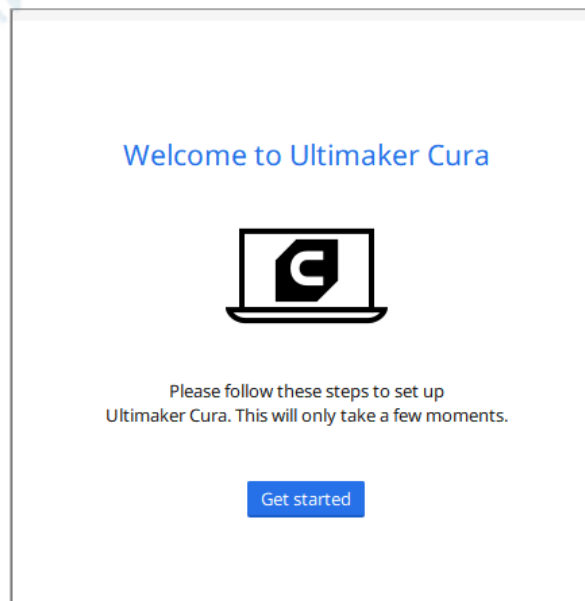 Welcome to Ultimaker Cura
Please follow these steps to set up
Ultimaker Cura. This will only take a few moments.
Get started